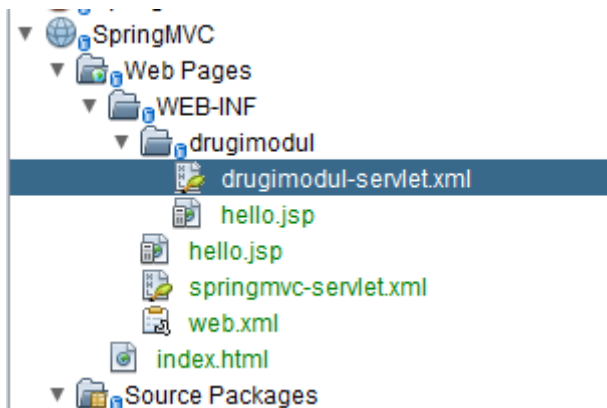 SpringMVC
Web Pages
WEB-INF
drugimodul
drugimodul-servlet.xml
hello.jsp
hello.jsp
springmvc-servlet.xml
web.xml
index.html
Source Packages